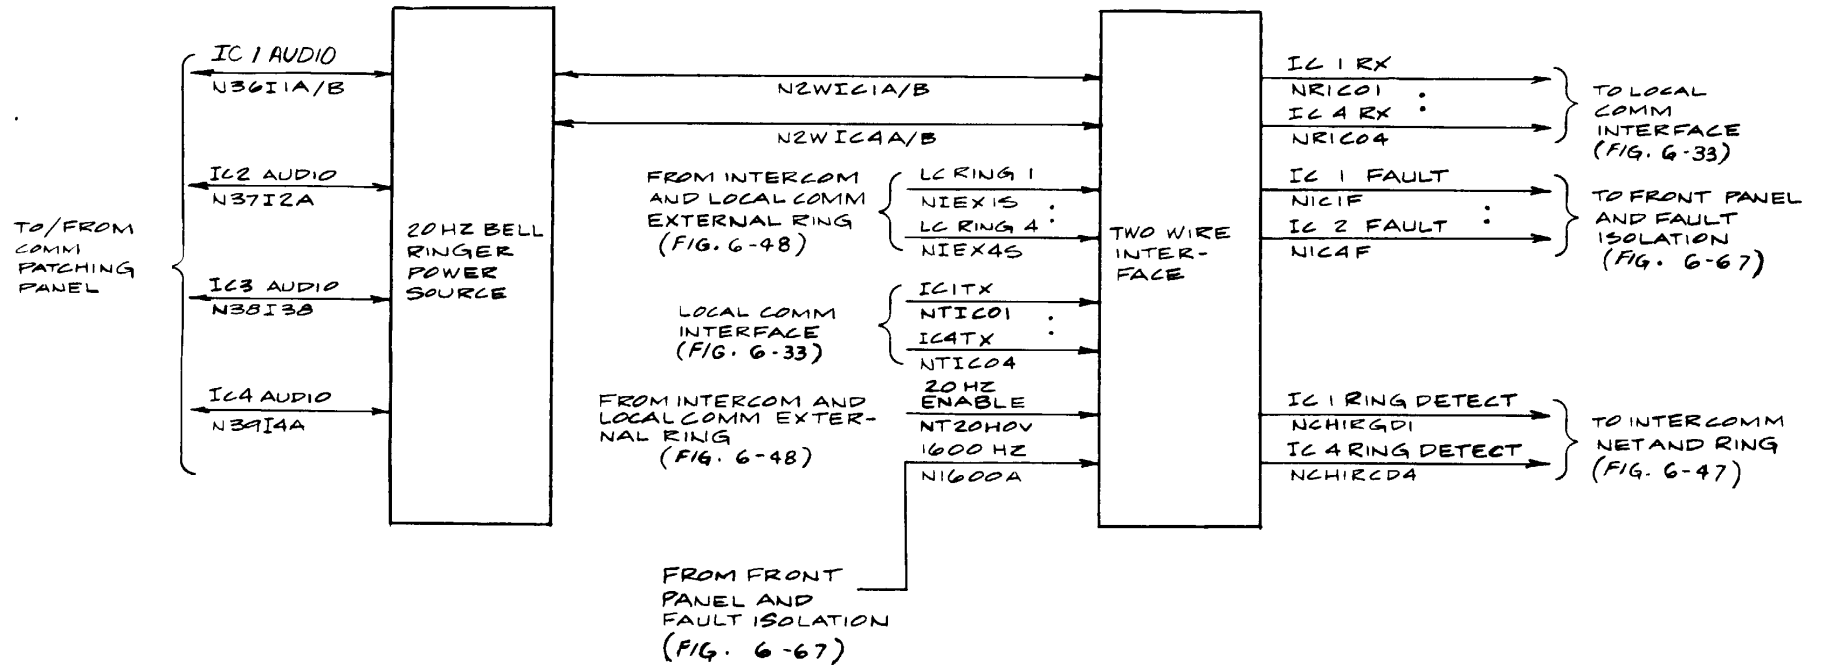 TO/FROM
COMM
PATCHING
PANEL
IC 1 AUDIO
N36I1A/B
IC2 AUDIO
N37I2A
IC3 AUDIO
N38I38
IC4 AUDIO
N39I4A
20 HZ BELL
RINGER
POWER
SOURCE
N2WIC1A/B
N2WIC4A/B
FROM INTERCOM
AND LOCAL COMM
EXTERNAL RING
(FIG. 6-48)
LC RING 1
NIEX1S
:
LC RING 4
NIEX4S
LOCAL COMM
INTERFACE
(FIG. 6-33)
IC1TX
NTIC01
:
IC4TX
NTIC04
FROM INTERCOM AND
LOCAL COMM EXTER-
NAL RING
(FIG. 6-48)
20 HZ
ENABLE
NT20HOV
1600 HZ
N1600A
FROM FRONT
PANEL AND
FAULT ISOLATION
(FIG. 6-67)
TWO WIRE
INTER-
FACE
IC 1 RX
NRIC01
:
IC 4 RX
NRIC04
TO LOCAL
COMM
INTERFACE
(FIG. 6-33)
IC 1 FAULT
NIC1F
:
IC 2 FAULT
NIC4F
TO FRONT PANEL
AND FAULT
ISOLATION
(FIG. 6-67)
IC 1 RING DETECT
NCHIRGD1
IC 4 RING DETECT
NCHIRCD4
TO INTERCOMM
NET AND RING
(FIG. 6-47)